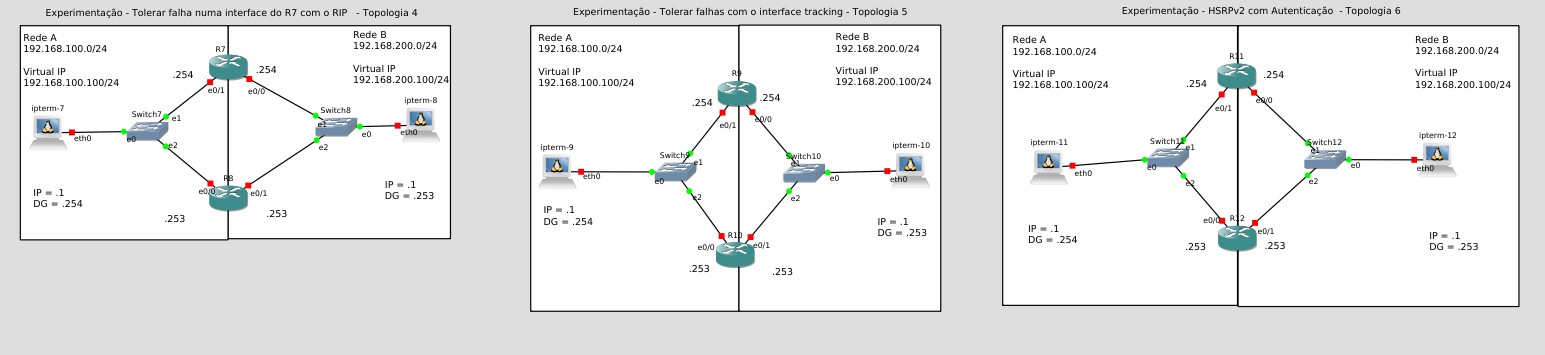 Experimentação - Tolerar falha numa interface do R7 com o RIP   - Topologia 4
Rede A
192.168.100.0/24
Virtual IP
192.168.100.100/24
Rede B
192.168.200.0/24
Virtual IP
192.168.200.100/24
R7
.254
.254
e0/1
e0/0
ipterm-7
eth0
Switch7
e1
e0
e2
Switch8
e1
e0
e2
ipterm-8
eth0
R8
e0/0
e0/1
.253
.253
IP = .1
DG = .254
IP = .1
DG = .253
Experimentação - Tolerar falhas com o interface tracking - Topologia 5
Rede A
192.168.100.0/24
Virtual IP
192.168.100.100/24
Rede B
192.168.200.0/24
Virtual IP
192.168.200.100/24
R9
.254
.254
e0/1
e0/0
ipterm-9
eth0
Switch9
e1
e0
e2
Switch10
e1
e0
e2
ipterm-10
eth0
R10
e0/0
e0/1
.253
.253
IP = .1
DG = .254
IP = .1
DG = .253
Experimentação - HSRPv2 com Autenticação  - Topologia 6
Rede A
192.168.100.0/24
Virtual IP
192.168.100.100/24
Rede B
192.168.200.0/24
Virtual IP
192.168.200.100/24
R11
.254
.254
e0/1
e0/0
ipterm-11
eth0
Switch11
e1
e0
e2
Switch12
e1
e0
e2
ipterm-12
eth0
R12
e0/0
e0/1
.253
.253
IP = .1
DG = .254
IP = .1
DG = .253